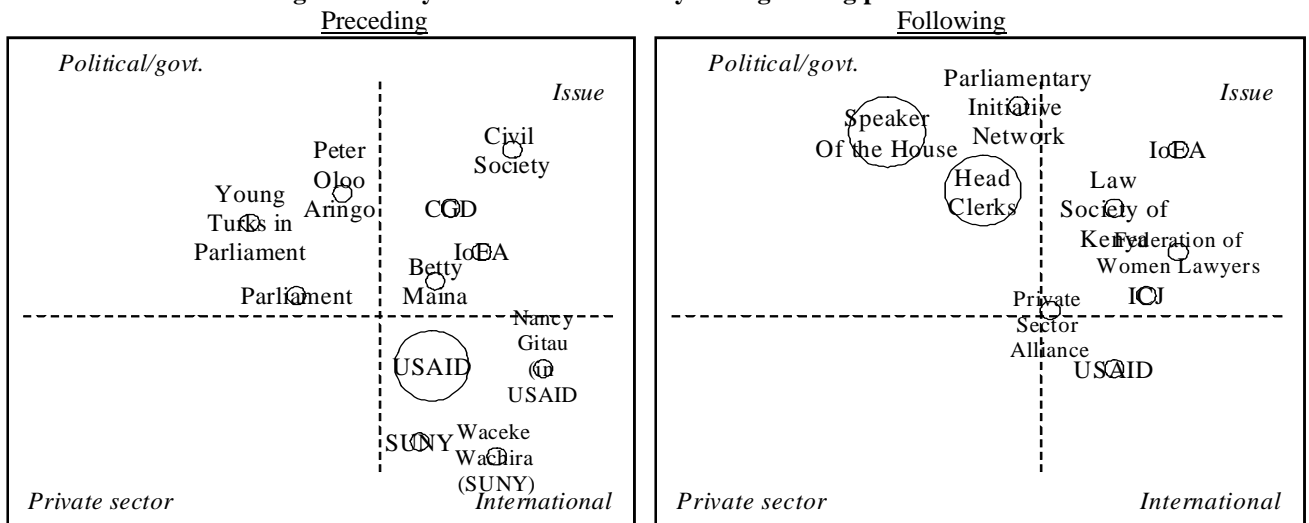 Preceding
Political/govt.
Issue
Civil
Society
Peter
Oloo
Aringo
Young
Turks in
Parliament
CGD
IoEA
Betty
Maina
Parliament
Nancy
Gitau
(in
USAID
USAID
SUNY
Waceke
Wachira
(SUNY)
Private sector
International
Following
Political/govt.
Parliamentary
Initiative
Network
Issue
Speaker
Of the House
IoEA
Head
Clerks
Law
Society of
Kenya
Federation of
Women Lawyers
ICJ
Private
Sector
Alliance
USAID
Private sector
International